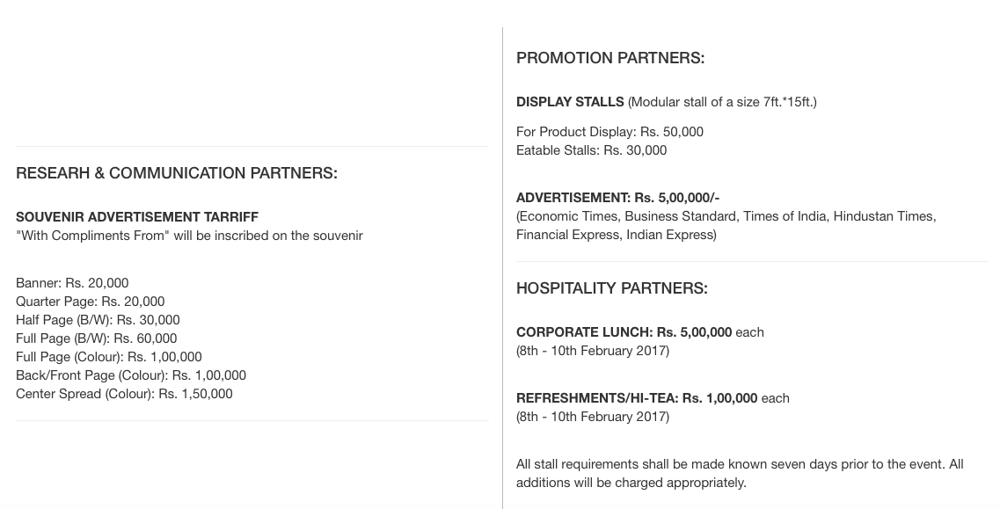 RESEARH & COMMUNICATION PARTNERS:
SOUVENIR ADVERTISEMENT TARRIFF
"With Compliments From" will be inscribed on the souvenir
Banner: Rs. 20,000
Quarter Page: Rs. 20,000
Half Page (B/W): Rs. 30,000
Full Page (B/W): Rs. 60,000
Full Page (Colour): Rs. 1,00,000
Back/Front Page (Colour): Rs. 1,00,000
Center Spread (Colour): Rs. 1,50,000
PROMOTION PARTNERS:
DISPLAY STALLS (Modular stall of a size 7ft.*15ft.)
For Product Display: Rs. 50,000
Eatable Stalls: Rs. 30,000
ADVERTISEMENT: Rs. 5,00,000/-
(Economic Times, Business Standard, Times of India, Hindustan Times,
Financial Express, Indian Express)
HOSPITALITY PARTNERS:
CORPORATE LUNCH: Rs. 5,00,000 each
(8th - 10th February 2017)
REFRESHMENTS/HI-TEA: Rs. 1,00,000 each
(8th - 10th February 2017)
All stall requirements shall be made known seven days prior to the event. All
additions will be charged appropriately.